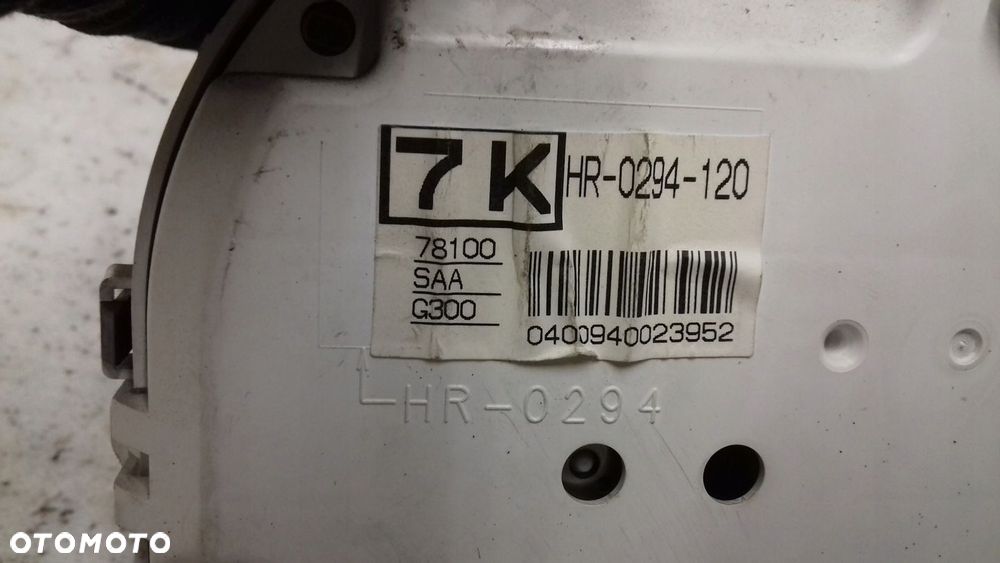 7K HR-0294-120
78100
SAA
G300
0400940023952
HR-0294
OTOMOTO